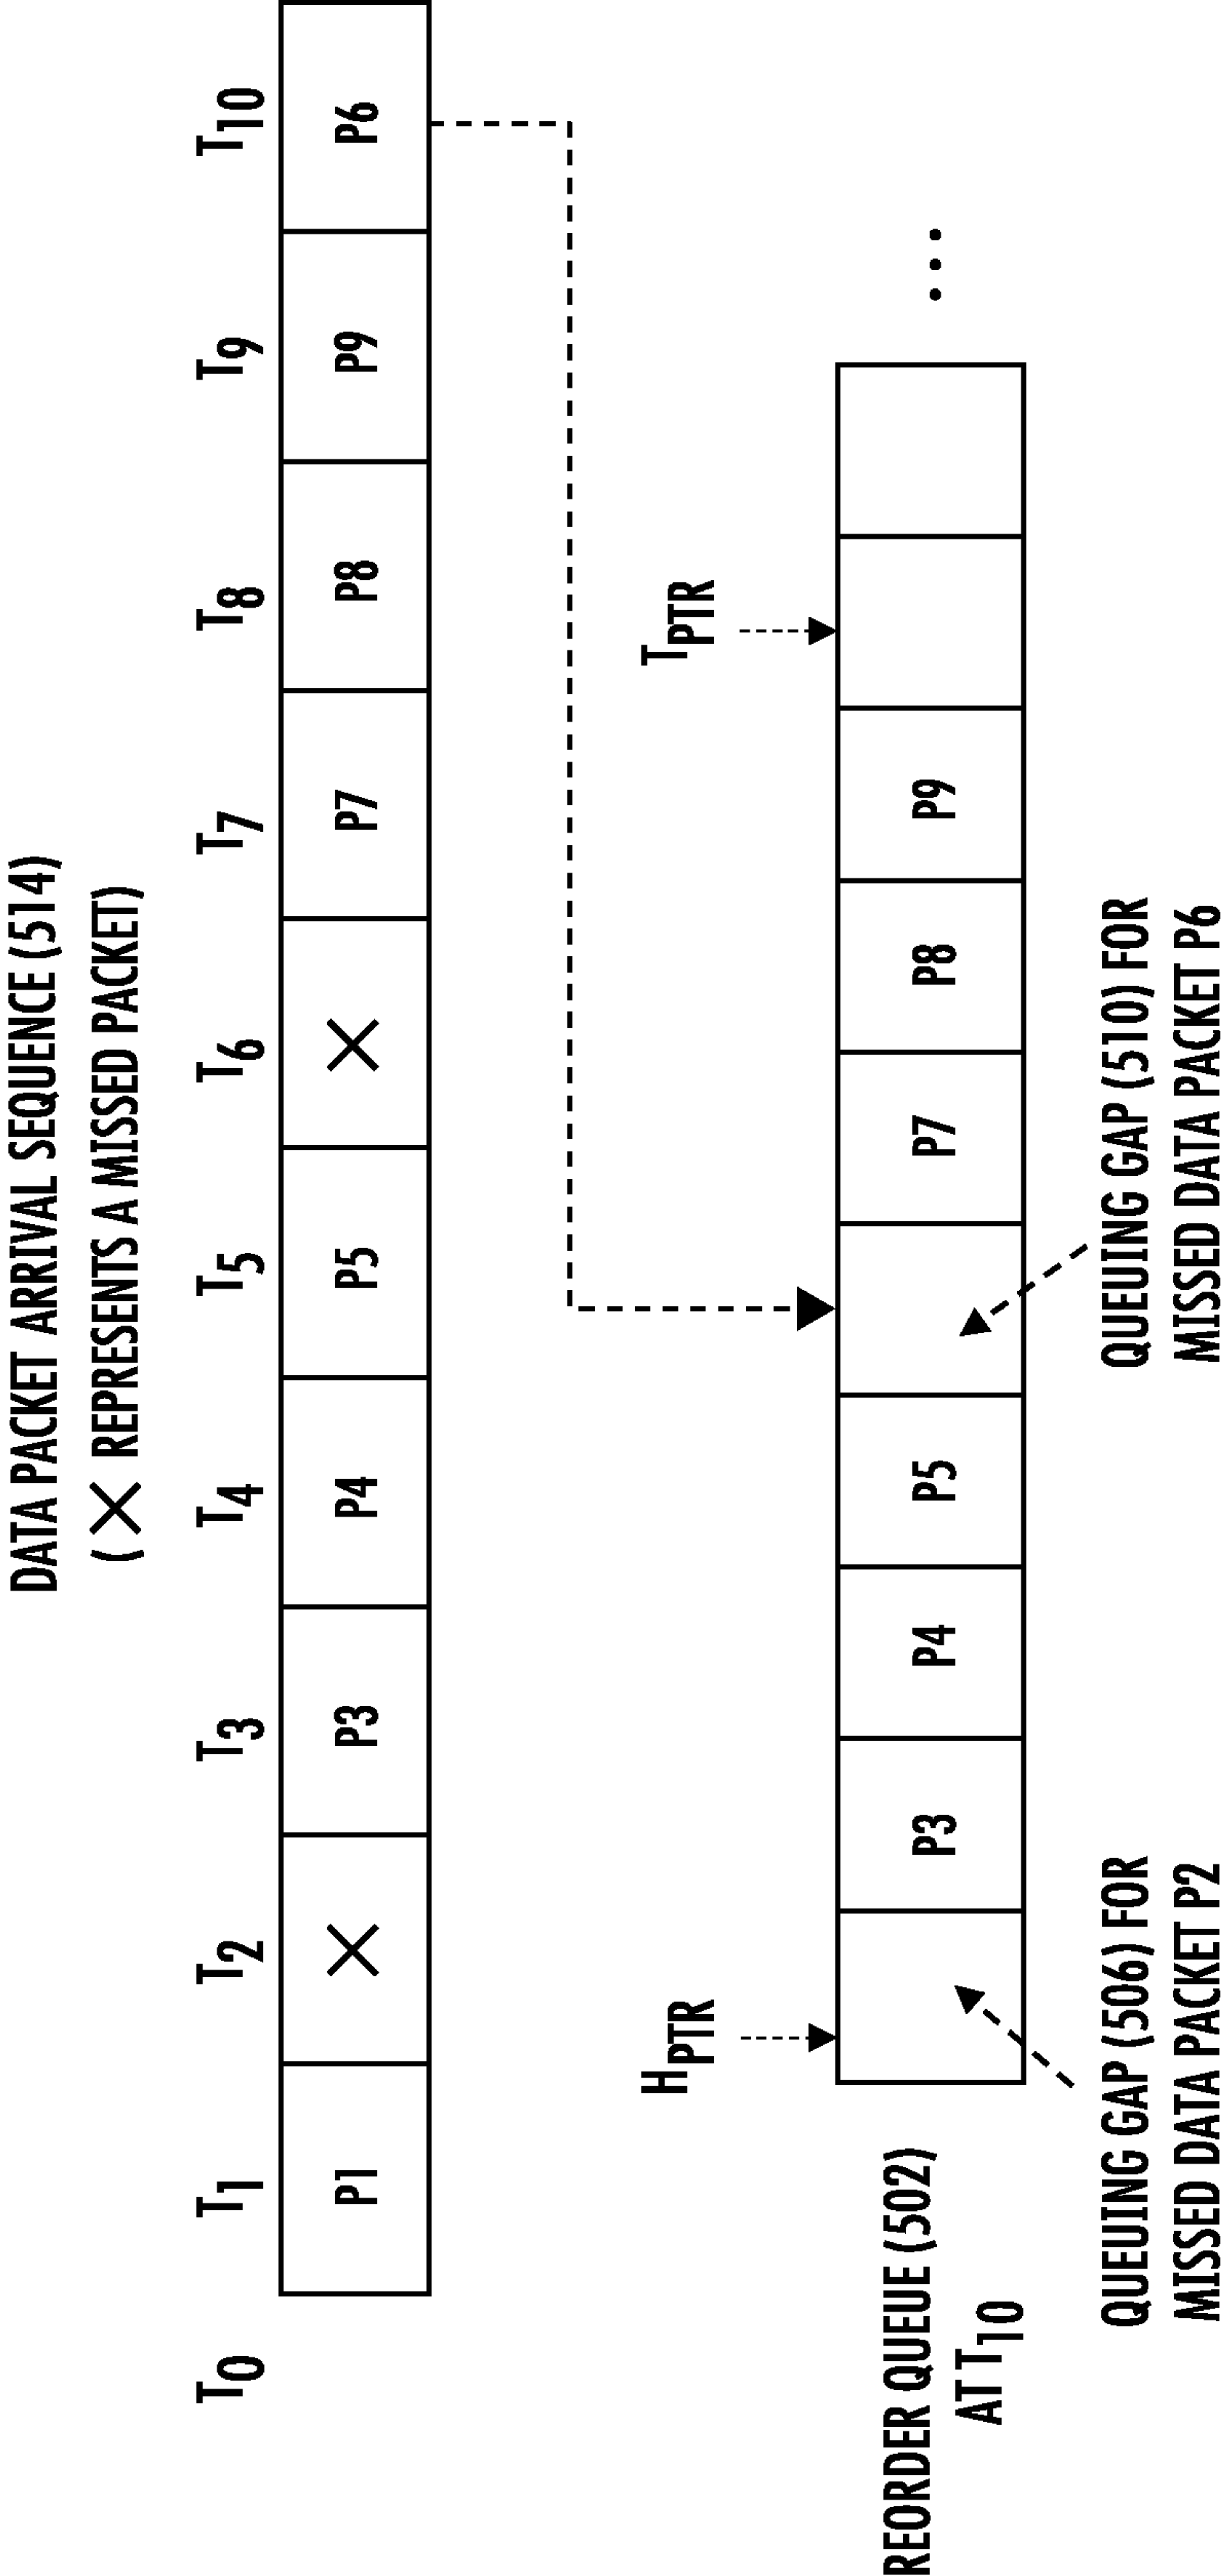 DATA PACKET ARRIVAL SEQUENCE (514)
(X REPRESENTS A MISSED PACKET)
T0 T1 T2 T3 T4 T5 T6 T7 T8 T9 T10
P1 X P3 P4 P5 X P7 P8 P9 P6
HPTR TPTR
REORDER QUEUE (502)
AT T10
P3 P4 P5 P7 P8 P9 ...
QUEUING GAP (506) FOR
MISSED DATA PACKET P2
QUEUING GAP (510) FOR
MISSED DATA PACKET P6